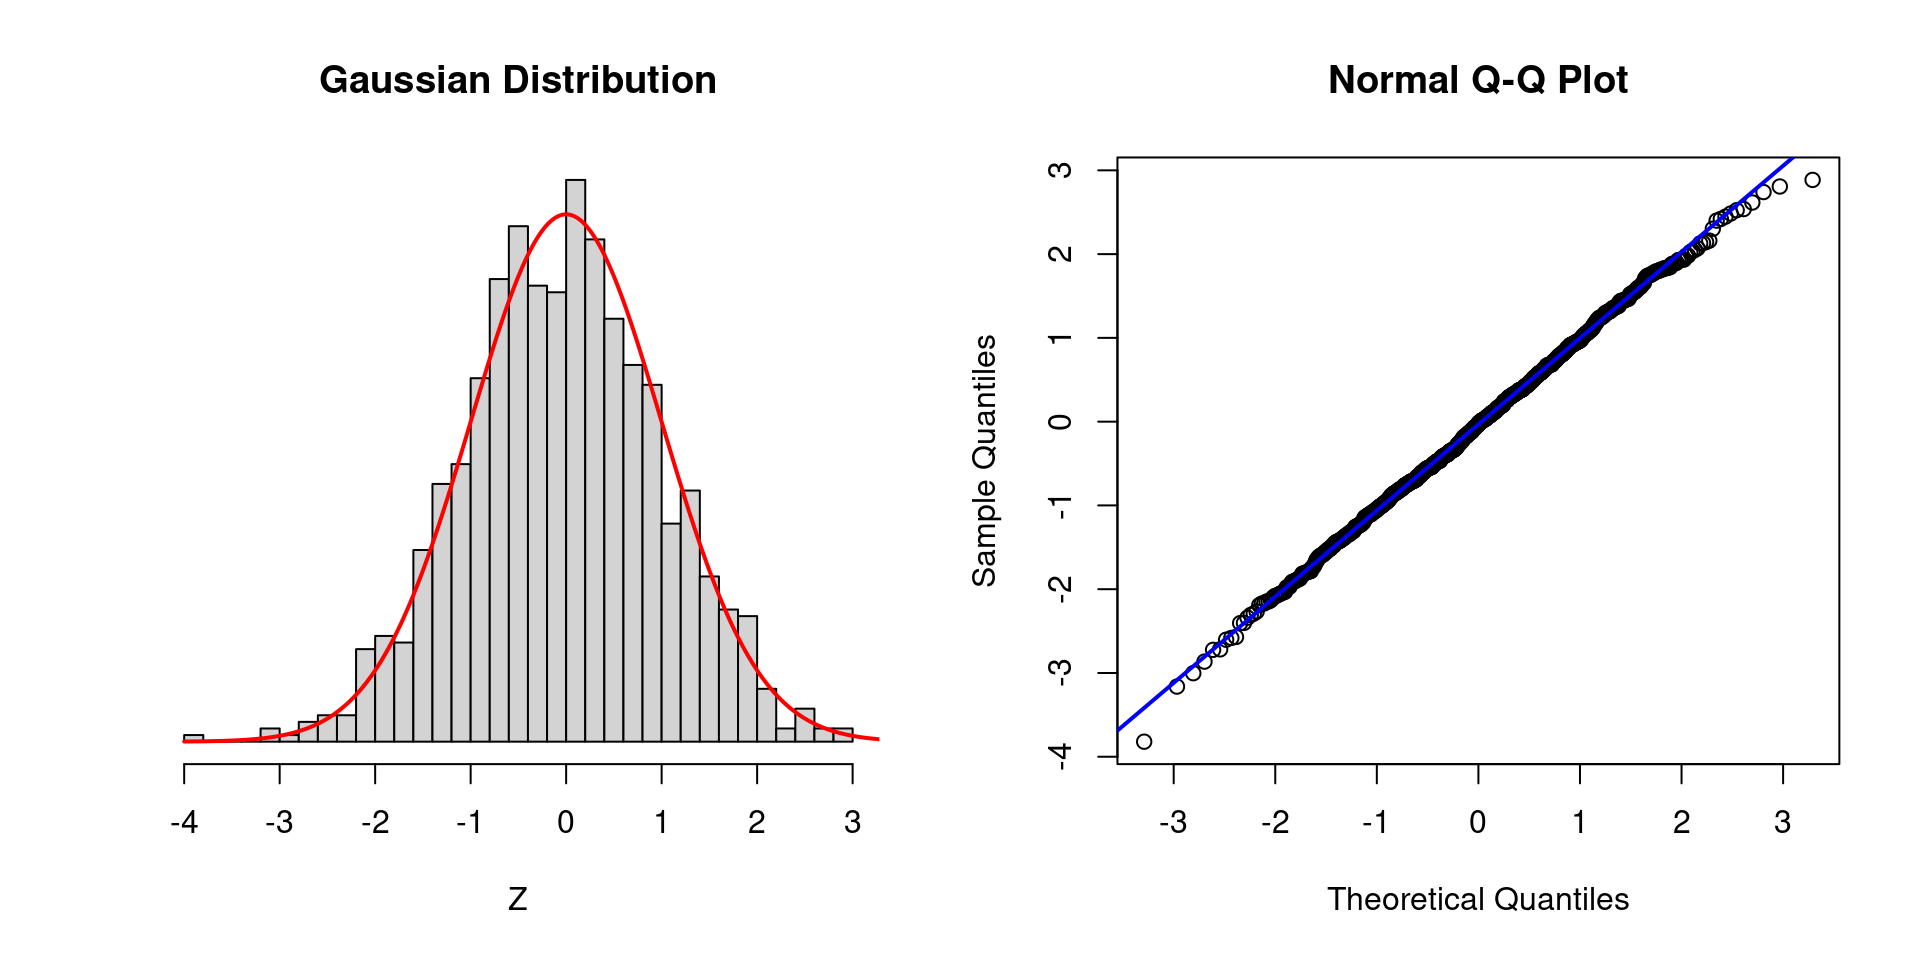 Gaussian Distribution
-4 -3 -2 -1 0 1 2 3
Z
Normal Q-Q Plot
3
2
1
0
-1
-2
-3
-4
Sample Quantiles
-3 -2 -1 0 1 2 3
Theoretical Quantiles